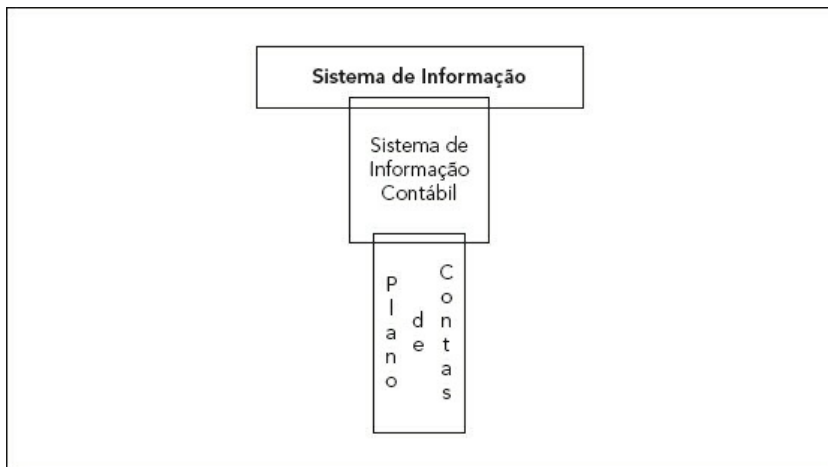 Sistema de Informação
Sistema de
Informação
Contábil
Plano
de
Contas